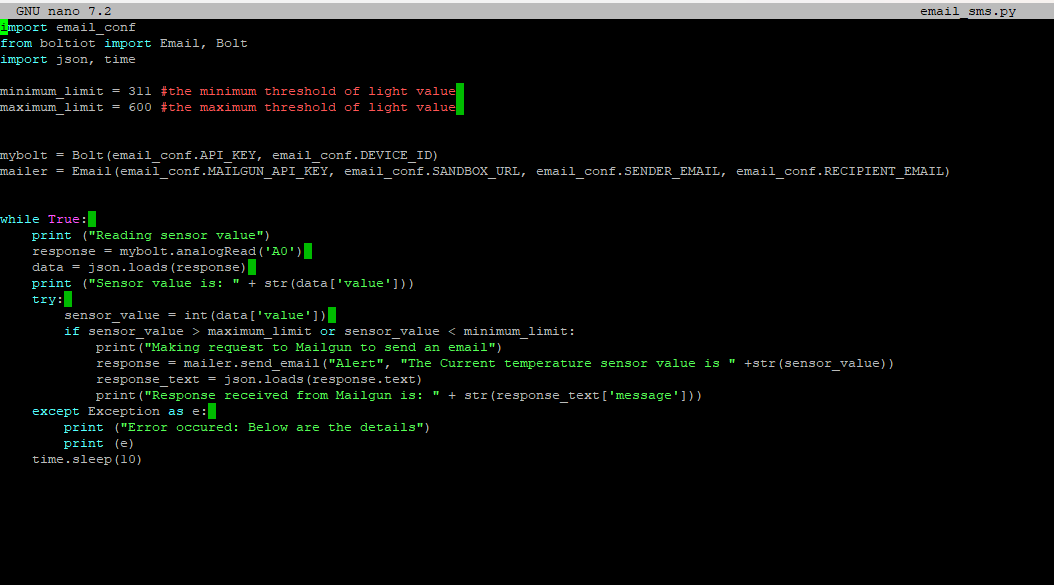 GNU nano 7.2 email_sms.py
import email_conf
from boltiot import Email, Bolt
import json, time
minimum_limit = 311 #the minimum threshold of light value
maximum_limit = 600 #the maximum threshold of light value
mybolt = Bolt(email_conf.API_KEY, email_conf.DEVICE_ID)
mailer = Email(email_conf.MAILGUN_API_KEY, email_conf.SANDBOX_URL, email_conf.SENDER_EMAIL, email_conf.RECIPIENT_EMAIL)
while True:
    print ("Reading sensor value")
    response = mybolt.analogRead('A0')
    data = json.loads(response)
    print ("Sensor value is: " + str(data['value']))
    try:
        sensor_value = int(data['value'])
        if sensor_value > maximum_limit or sensor_value < minimum_limit:
            print("Making request to Mailgun to send an email")
            response = mailer.send_email("Alert", "The Current temperature sensor value is " +str(sensor_value))
            response_text = json.loads(response.text)
            print("Response received from Mailgun is: " + str(response_text['message']))
    except Exception as e:
        print ("Error occured: Below are the details")
        print (e)
    time.sleep(10)